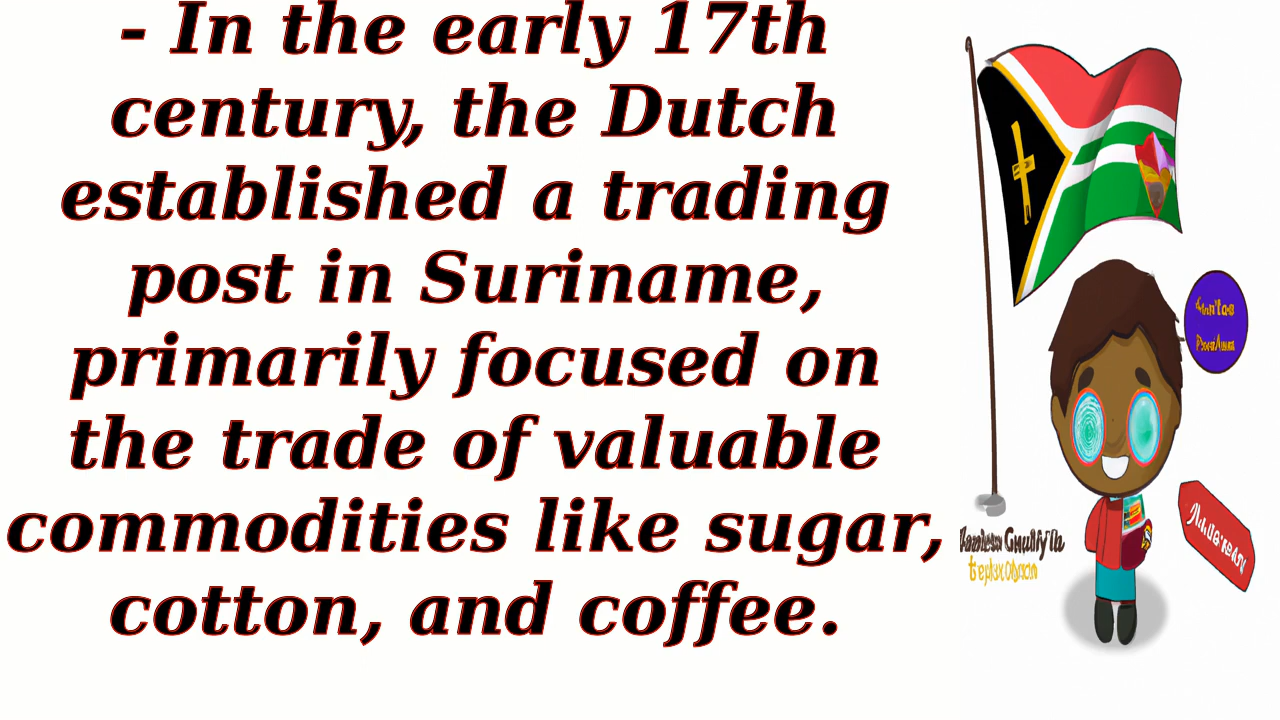 - In the early 17th
century, the Dutch
established a trading
post in Suriname,
primarily focused on
the trade of valuable
commodities like sugar,
cotton, and coffee.